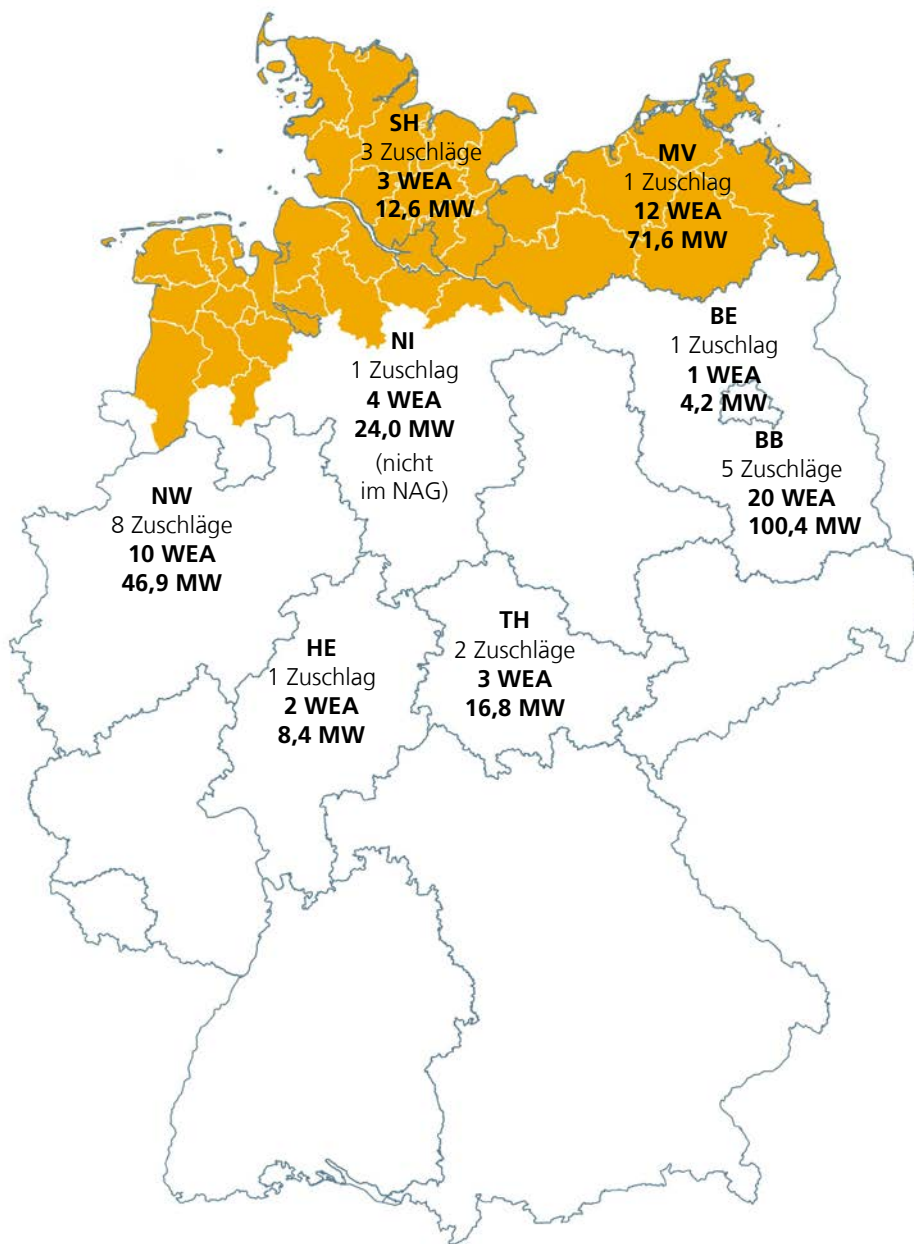 SH
3 Zuschläge
3 WEA
12,6 MW
MV
1 Zuschlag
12 WEA
71,6 MW
NI
1 Zuschlag
4 WEA
24,0 MW
(nicht
im NAG)
BE
1 Zuschlag
1 WEA
4,2 MW
BB
5 Zuschläge
20 WEA
100,4 MW
NW
8 Zuschläge
10 WEA
46,9 MW
HE
1 Zuschlag
2 WEA
8,4 MW
TH
2 Zuschläge
3 WEA
16,8 MW